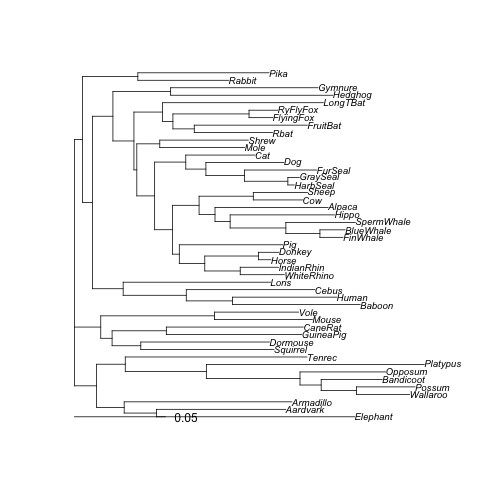 Pika
Rabbit
Gymnure
Hedghog
LongTBat
RyFlyFox
FlyingFox
FruitBat
Rbat
Shrew
Mole
Cat
Dog
FurSeal
GraySeal
HarbSeal
Sheep
Cow
Alpaca
Hippo
SpermWhale
BlueWhale
FinWhale
Pig
Donkey
Horse
IndianRhin
WhiteRhino
Loris
Cebus
Human
Baboon
Vole
Mouse
CaneRat
GuineaPig
Dormouse
Squirrel
Tenrec
Platypus
Opposum
Bandicoot
Possum
Wallaroo
Armadillo
Aardvark
Elephant
0.05